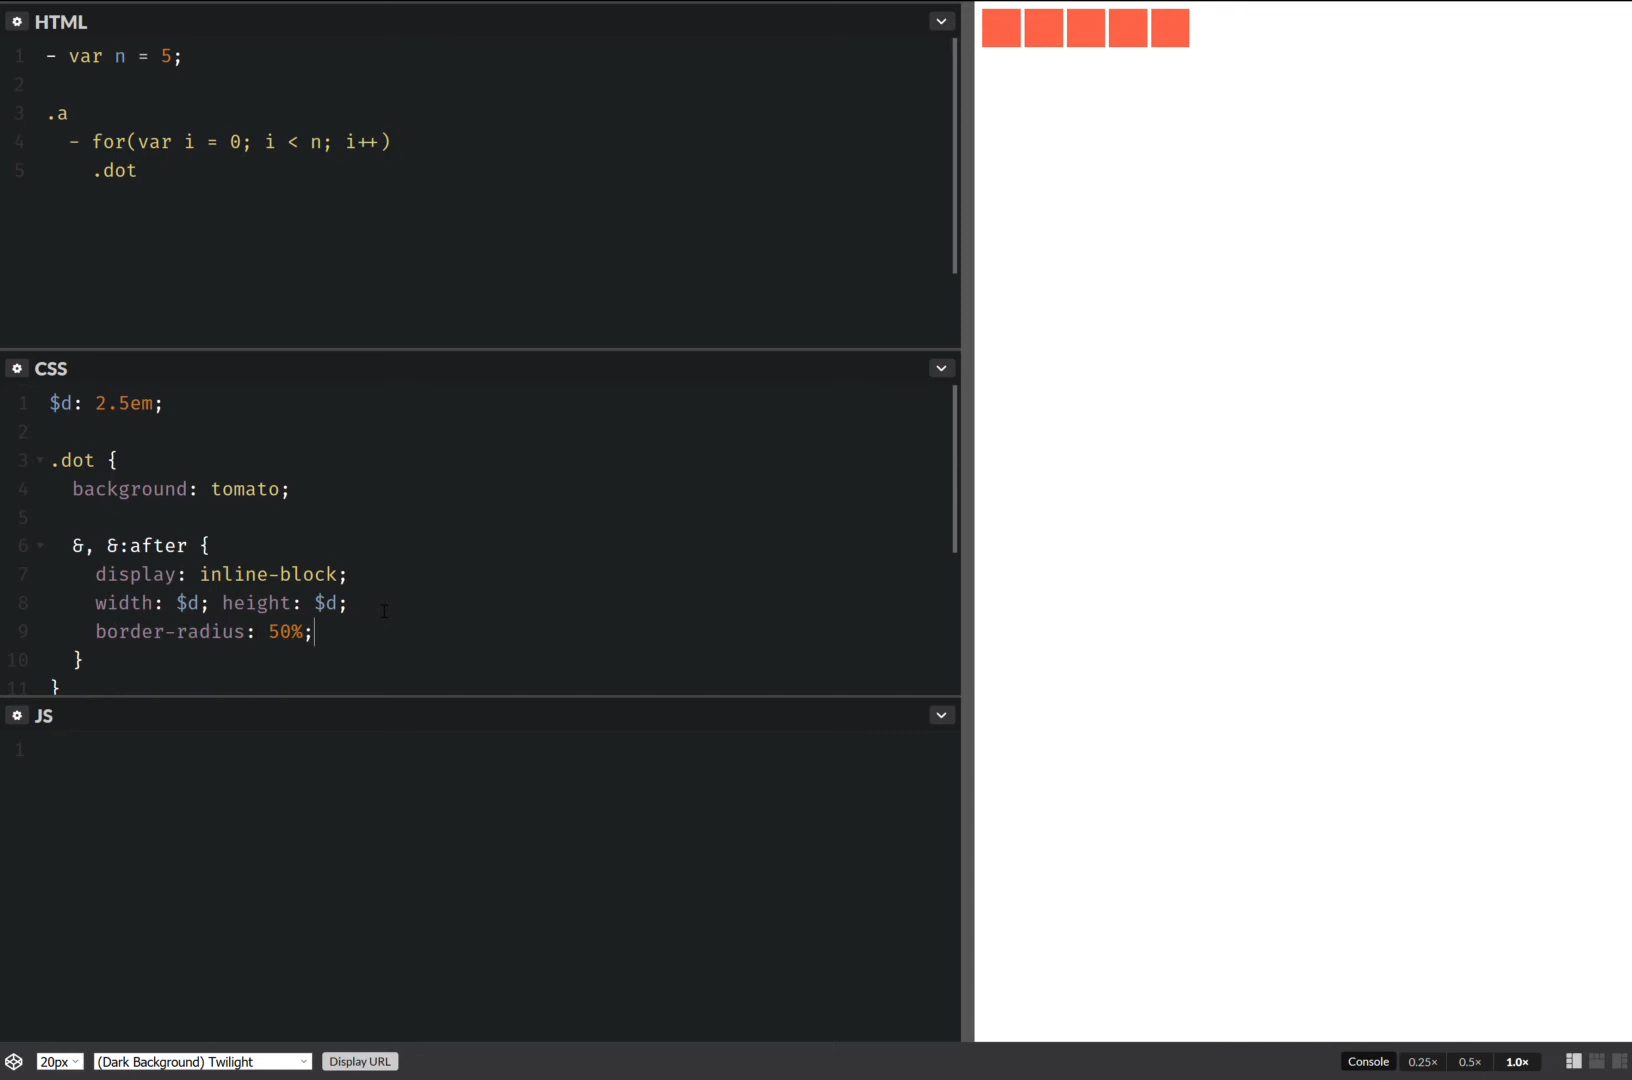 HTML
1 - var n = 5;
2
3 .a
4 - for(var i = 0; i < n; i++)
5 .dot
CSS
1 $d: 2.5em;
2
3 .dot {
4 background: tomato;
5
6 &, &:after {
7 display: inline-block;
8 width: $d; height: $d;
9 border-radius: 50%;
10 }
11 }
JS
1
20px (Dark Background) Twilight Display URL Console 0.25× 0.5× 1.0×